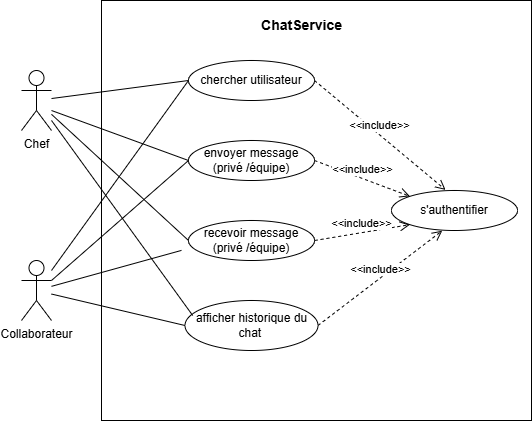 ChatService
chercher utilisateur
<<include>>
Chef
envoyer message
(privé /équipe)
<<include>>
s'authentifier
recevoir message
(privé /équipe)
<<include>>
<<include>>
Collaborateur
afficher historique du
chat